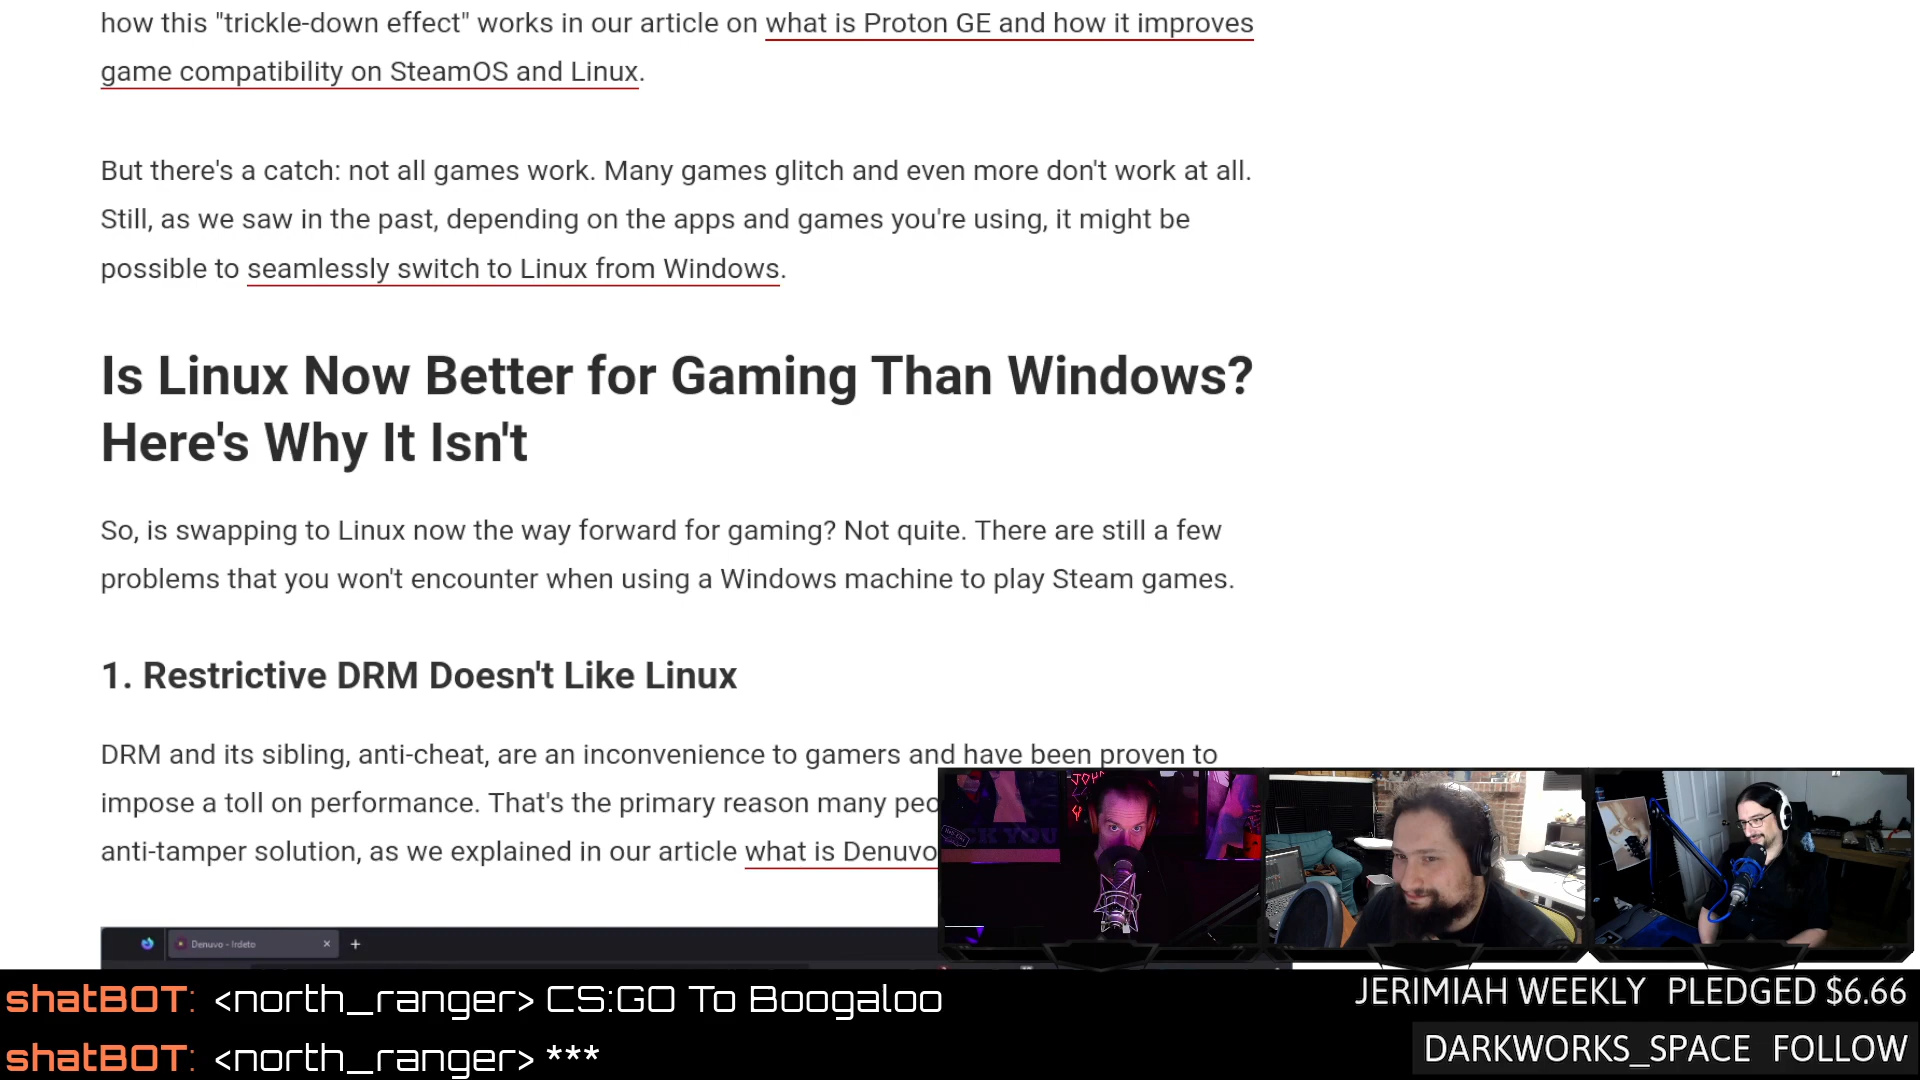 how this "trickle-down effect" works in our article on what is Proton GE and how it improves
game compatibility on SteamOS and Linux.
But there's a catch: not all games work. Many games glitch and even more don't work at all.
Still, as we saw in the past, depending on the apps and games you're using, it might be
possible to seamlessly switch to Linux from Windows.
Is Linux Now Better for Gaming Than Windows?
Here's Why It Isn't
So, is swapping to Linux now the way forward for gaming? Not quite. There are still a few
problems that you won't encounter when using a Windows machine to play Steam games.
1. Restrictive DRM Doesn't Like Linux
DRM and its sibling, anti-cheat, are an inconvenience to gamers and have been proven to
impose a toll on performance. That's the primary reason many peo
anti-tamper solution, as we explained in our article what is Denuvo
Denuvo - Irdeto
shatBOT: <north_ranger> CS:GO To Boogaloo
shatBOT: <north_ranger> ***
JERIMIAH WEEKLY PLEDGED $6.66
DARKWORKS_SPACE FOLLOW